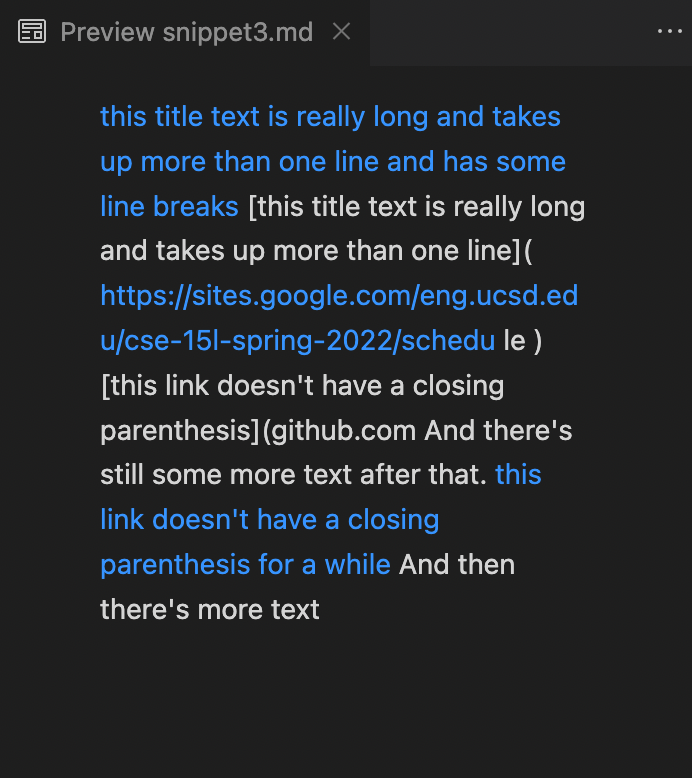 Preview snippet3.md
this title text is really long and takes
up more than one line and has some
line breaks [this title text is really long
and takes up more than one line](
https://sites.google.com/eng.ucsd.ed
u/cse-15l-spring-2022/schedu le )
[this link doesn't have a closing
parenthesis](github.com And there's
still some more text after that. this
link doesn't have a closing
parenthesis for a while And then
there's more text